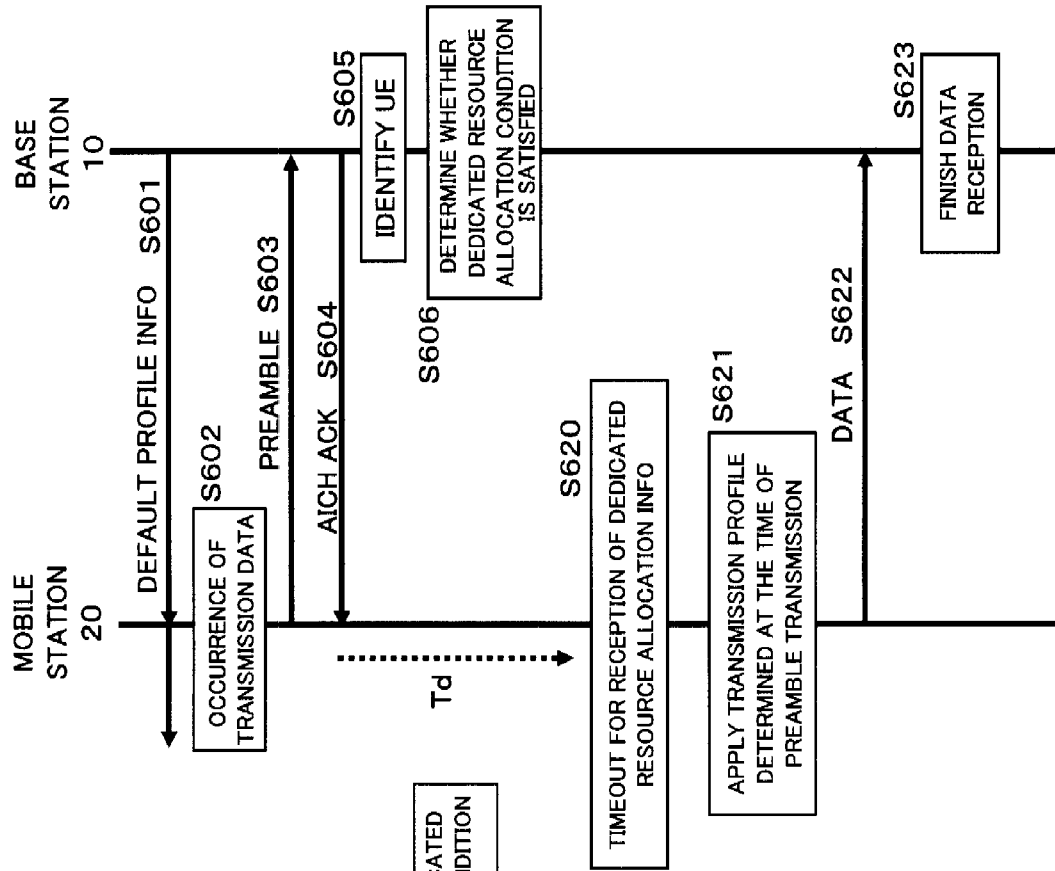 MOBILE
STATION
20
BASE
STATION
10
DEFAULT PROFILE INFO S601
S602
OCCURRENCE OF
TRANSMISSION DATA
PREAMBLE S603
AICH ACK S604
S605
IDENTIFY UE
S606
DETERMINE WHETHER
DEDICATED RESOURCE
ALLOCATION CONDITION
IS SATISFIED
Td
CATED
NDITION
S620
TIMEOUT FOR RECEPTION OF DEDICATED
RESOURCE ALLOCATION INFO
S621
APPLY TRANSMISSION PROFILE
DETERMINED AT THE TIME OF
PREAMBLE TRANSMISSION
DATA S622
S623
FINISH DATA
RECEPTION